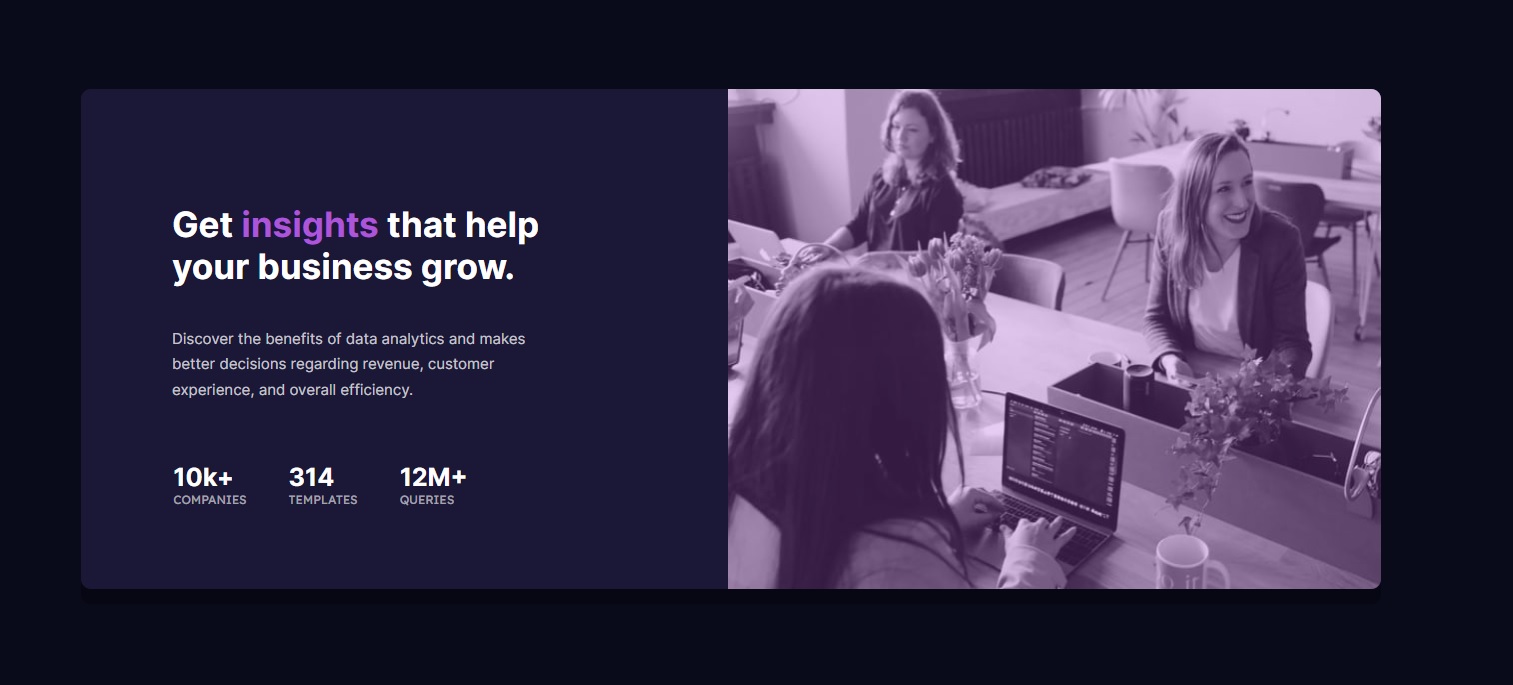 Get insights that help
your business grow.
Discover the benefits of data analytics and makes
better decisions regarding revenue, customer
experience, and overall efficiency.
10k+ 314 12M+
COMPANIES TEMPLATES QUERIES